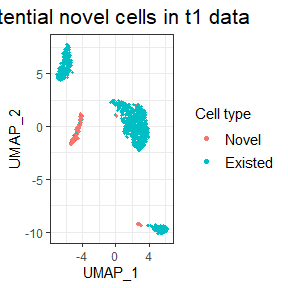 tential novel cells in t1 data
5
0
-5
-10
UMAP_2
-4
0
4
UMAP_1
Cell type
Novel
Existed